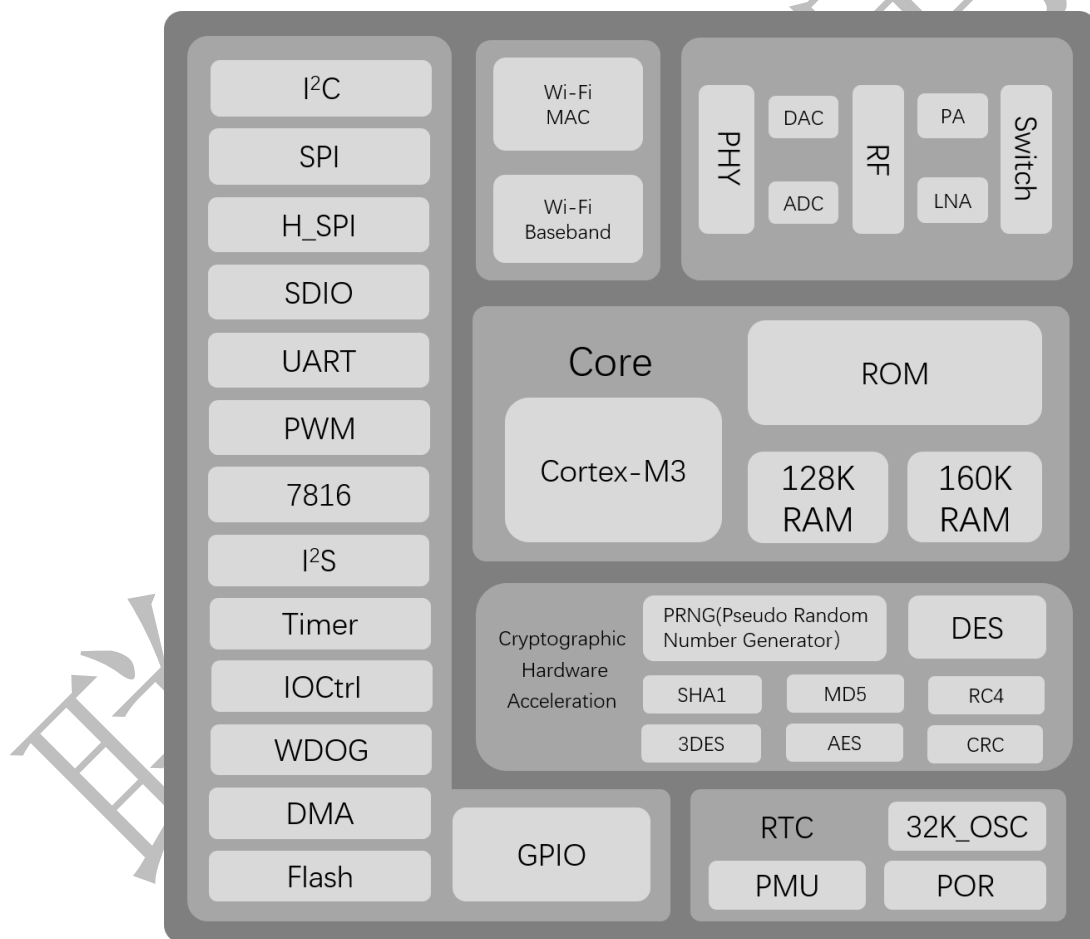 I²C
SPI
H_SPI
SDIO
UART
PWM
7816
I²S
Timer
IOCtrl
WDOG
DMA
Flash
GPIO
Wi-Fi
MAC
Wi-Fi
Baseband
PHY
DAC
ADC
RF
PA
LNA
Switch
Core
Cortex-M3
ROM
128K
RAM
160K
RAM
Cryptographic
Hardware
Acceleration
PRNG(Pseudo Random
Number Generator）
DES
SHA1
MD5
RC4
3DES
AES
CRC
RTC
32K_OSC
PMU
POR